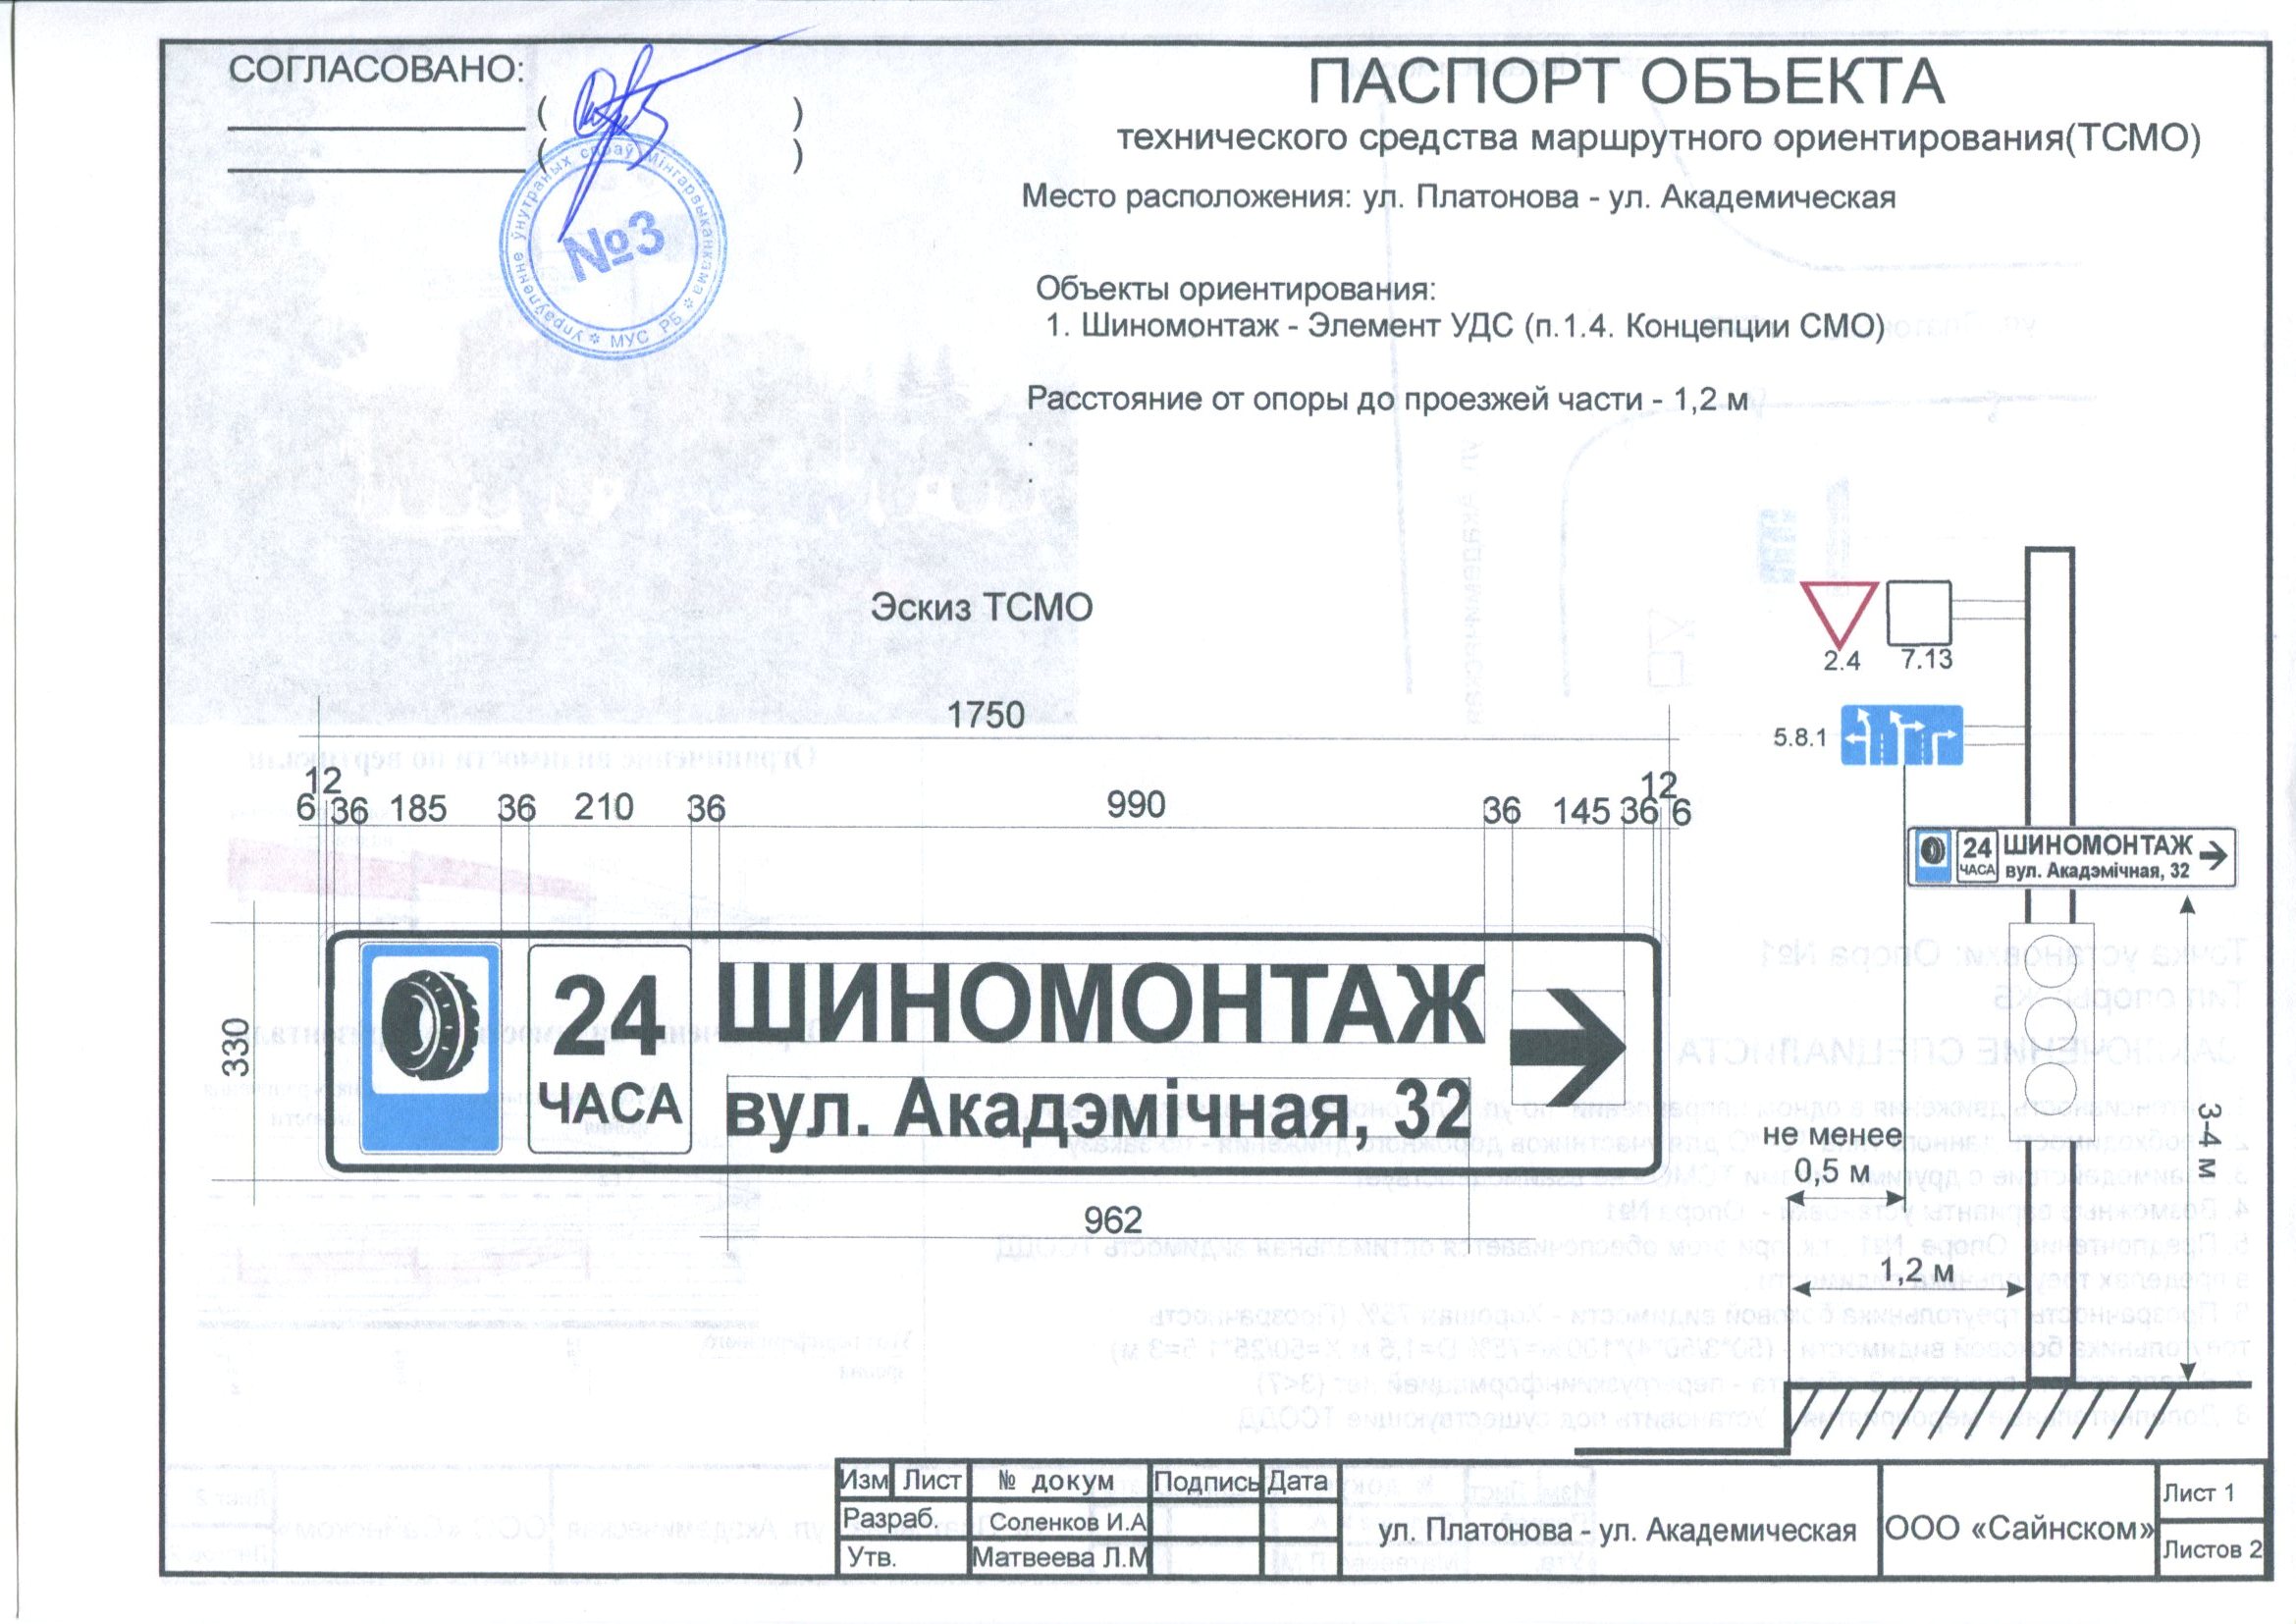 СОГЛАСОВАНО:
( )
( )
упраўленне ўнутраных спраў Мінгарвыканкама
МУС РБ
№3
ПАСПОРТ ОБЪЕКТА
технического средства маршрутного ориентирования(ТСМО)
Место расположения: ул. Платонова - ул. Академическая
Объекты ориентирования:
1. Шиномонтаж - Элемент УДС (п.1.4. Концепции СМО)
Расстояние от опоры до проезжей части - 1,2 м
.
.
Эскиз ТСМО
2.4 7.13
5.8.1
1750
12 12
6 36 185 36 210 36 990 36 145 36 6
24 ШИНОМОНТАЖ
ЧАСА вул. Акадэмічная, 32
330
24 ШИНОМОНТАЖ
ЧАСА вул. Акадэмічная, 32
962
не менее
0,5 м
1,2 м
3-4 м
Изм Лист № докум Подпись Дата
Разраб. Соленков И.А
Утв. Матвеева Л.М
ул. Платонова - ул. Академическая
ООО «Сайнском»
Лист 1
Листов 2